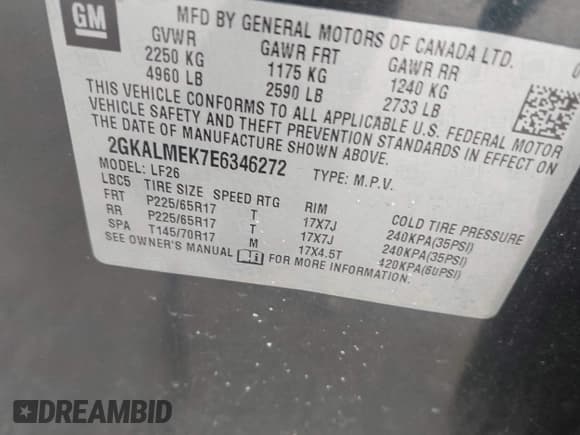 GM
MFD BY GENERAL MOTORS OF CANADA LTD.
GVWR GAWR FRT GAWR RR
2250 KG 1175 KG 1240 KG
4960 LB 2590 LB 2733 LB
THIS VEHICLE CONFORMS TO ALL APPLICABLE U.S. FEDERAL MOTOR
VEHICLE SAFETY AND THEFT PREVENTION STANDARDS IN EFFECT ON
THE DATE OF MANUFACTURE SHOWN ABOVE.
2GKALMEK7E6346272 TYPE: M.P.V.
MODEL: LF26
LBC5 TIRE SIZE SPEED RTG RIM COLD TIRE PRESSURE
FRT P225/65R17 T 17X7J 240KPA(35PSI)
RR P225/65R17 T 17X7J 240KPA(35PSI)
SPA T145/70R17 M 17X4.5T 420KPA(60PSI)
SEE OWNER'S MANUAL FOR MORE INFORMATION.
DREAMBID